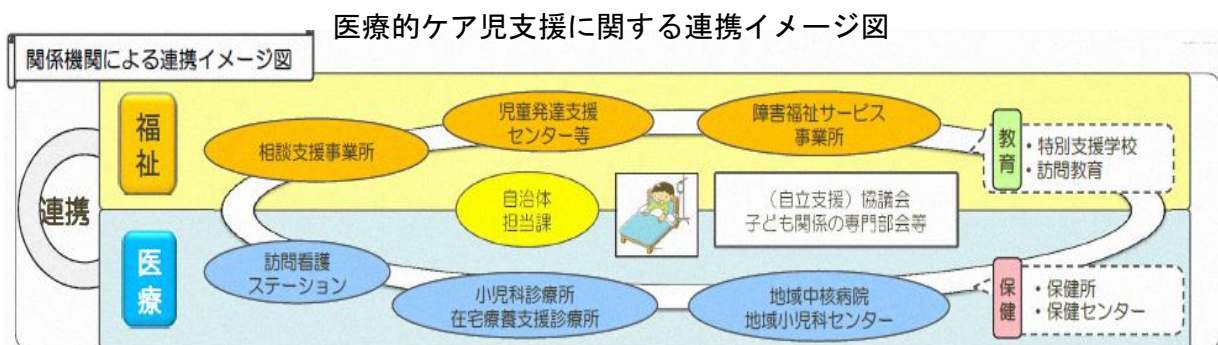 医療的ケア児支援に関する連携イメージ図
関係機関による連携イメージ図
連携
福
祉
相談支援事業所
児童発達支援
センター等
障害福祉サービス
事業所
教
育
・特別支援学校
・訪問教育
自治体
担当課
(自立支援)協議会
子ども関係の専門部会等
医
療
訪問看護
ステーション
小児科診療所
在宅療養支援診療所
地域中核病院
地域小児科センター
保
健
・保健所
・保健センター